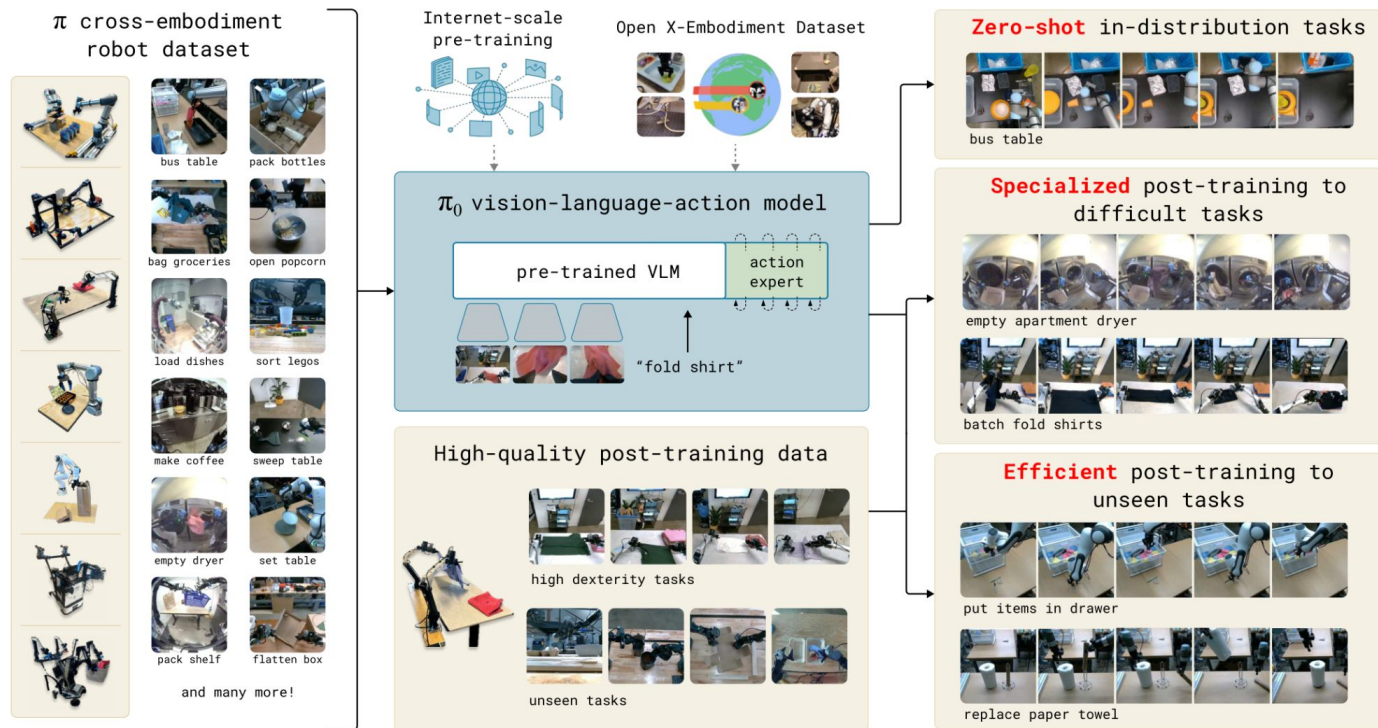 π cross-embodiment
robot dataset
bus table
pack bottles
bag groceries
open popcorn
load dishes
sort legos
make coffee
sweep table
empty dryer
set table
pack shelf
flatten box
and many more!
Internet-scale
pre-training
Open X-Embodiment Dataset
π₀ vision-language-action model
pre-trained VLM
action
expert
“fold shirt”
High-quality post-training data
high dexterity tasks
unseen tasks
Zero-shot in-distribution tasks
bus table
Specialized post-training to
difficult tasks
empty apartment dryer
batch fold shirts
Efficient post-training to
unseen tasks
put items in drawer
replace paper towel